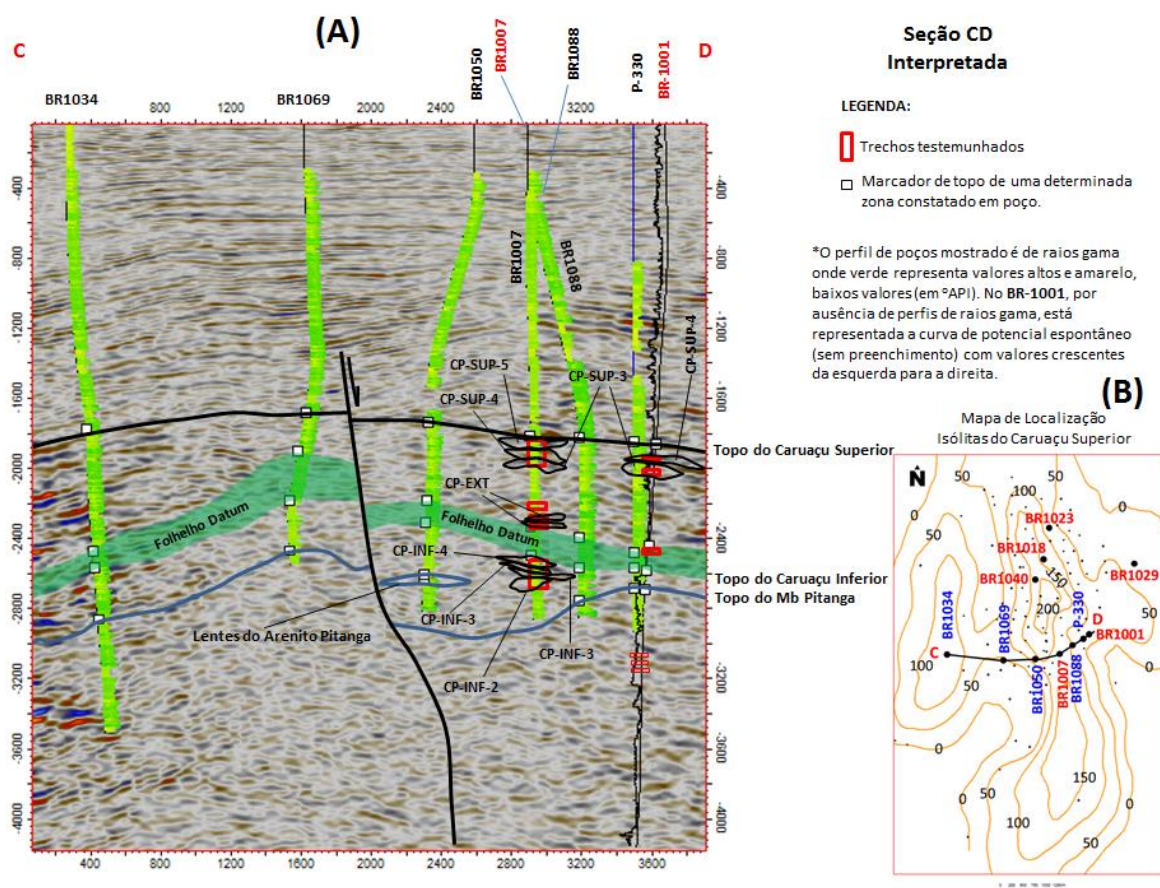 (A)
C
D
BR1034
BR1069
BR1050
BR1007
BR1088
P-330
BR-1001
800
1200
2000
2400
3200
-400
-800
-1200
-1600
-2000
-2400
-2800
-3200
-3600
-4000
-400
-800
-1200
-1600
-2000
-2400
-2800
-3200
-3600
-4000
400
800
1200
1600
2000
2400
2800
3200
3600
BR1007
BR1088
CP-SUP-5
CP-SUP-4
CP-SUP-3
CP-SUP-4
CP-EXT
Folhelho Datum
Folhelho Datum
CP-INF-4
CP-INF-3
CP-INF-2
CP-INF-3
Lentes do Arenito Pitanga
Topo do Caruaçu Superior
Topo do Caruaçu Inferior
Topo do Mb Pitanga
Seção CD
Interpretada
LEGENDA:
Trechos testemunhados
Marcador de topo de uma determinada
zona constatado em poço.
*O perfil de poços mostrado é de raios gama
onde verde representa valores altos e amarelo,
baixos valores (em °API). No BR-1001, por
ausência de perfis de raios gama, está
representada a curva de potencial espontâneo
(sem preenchimento) com valores crescentes
da esquerda para a direita.
(B)
Mapa de Localização
Isólitas do Caruaçu Superior
N
0
50
50
100
0
BR1023
BR1018
150
BR1040
BR1029
200
50
BR1034
BR1069
P-330
D
BR1001
C
100
50
BR1050
BR1007
BR1088
0
0
50
0
100
150
0